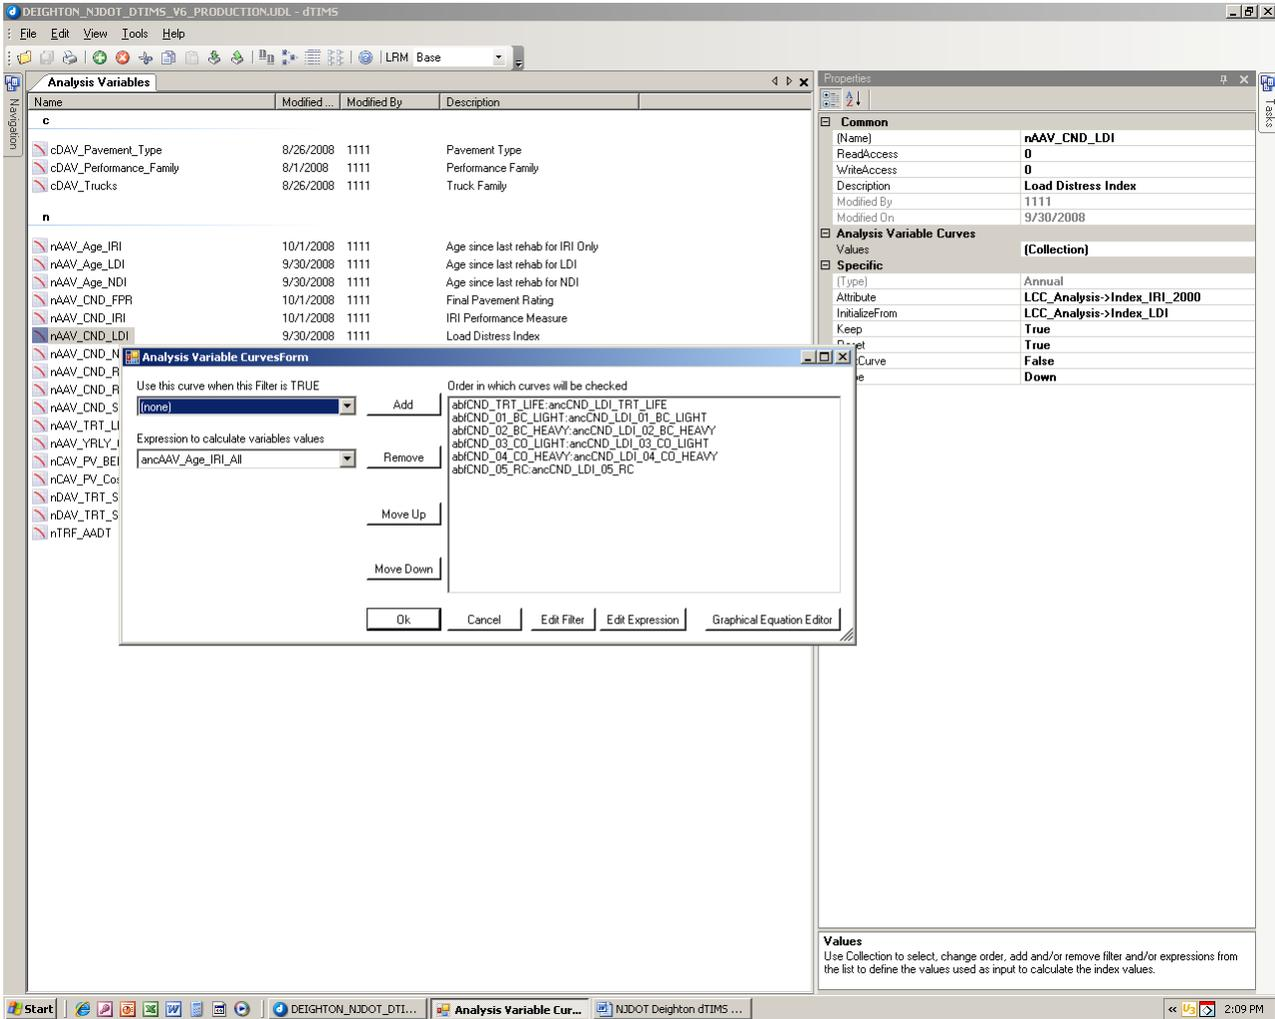 DEIGHTON_NJDOT_DTIMS_V6_PRODUCTION.UDL - dTIMS
File Edit View Tools Help
LRM Base
Navigation
Analysis Variables
Name Modified ... Modified By Description
c
cDAV_Pavement_Type 8/26/2008 1111 Pavement Type
cDAV_Performance_Family 8/1/2008 1111 Performance Family
cDAV_Trucks 8/26/2008 1111 Truck Family
n
nAAV_Age_IRI 10/1/2008 1111 Age since last rehab for IRI Only
nAAV_Age_LDI 9/30/2008 1111 Age since last rehab for LDI
nAAV_Age_NDI 9/30/2008 1111 Age since last rehab for NDI
nAAV_CND_FPR 10/1/2008 1111 Final Pavement Rating
nAAV_CND_IRI 10/1/2008 1111 IRI Performance Measure
nAAV_CND_LDI 9/30/2008 1111 Load Distress Index
nAAV_CND_N
nAAV_CND_R
nAAV_CND_R
nAAV_CND_S
nAAV_TRT_LI
nAAV_YRLY_
nCAV_PV_BEI
nCAV_PV_Cos
nDAV_TRT_S
nDAV_TRT_S
nTRF_AADT
Analysis Variable CurvesForm
Use this curve when this Filter is TRUE
(none)
Expression to calculate variables values
ancAAV_Age_IRI_All
Add
Remove
Move Up
Move Down
Order in which curves will be checked
abfCND_TRT_LIFE:ancCND_LDI_TRT_LIFE
abfCND_01_BC_LIGHT:ancCND_LDI_01_BC_LIGHT
abfCND_02_BC_HEAVY:ancCND_LDI_02_BC_HEAVY
abfCND_03_CO_LIGHT:ancCND_LDI_03_CO_LIGHT
abfCND_04_CO_HEAVY:ancCND_LDI_04_CO_HEAVY
abfCND_05_RC:ancCND_LDI_05_RC
Ok Cancel Edit Filter Edit Expression Graphical Equation Editor
Properties
Tasks
Common
(Name) nAAV_CND_LDI
ReadAccess 0
WriteAccess 0
Description Load Distress Index
Modified By 1111
Modified On 9/30/2008
Analysis Variable Curves
Values (Collection)
Specific
(Type) Annual
Attribute LCC_Analysis->Index_IRI_2000
InitializeFrom LCC_Analysis->Index_LDI
Keep True
set True
Curve False
e Down
Values
Use Collection to select, change order, add and/or remove filter and/or expressions from
the list to define the values used as input to calculate the index values.
Start DEIGHTON_NJDOT_DTI... Analysis Variable Cur... NJDOT Deighton dTIMS ... « 2:09 PM